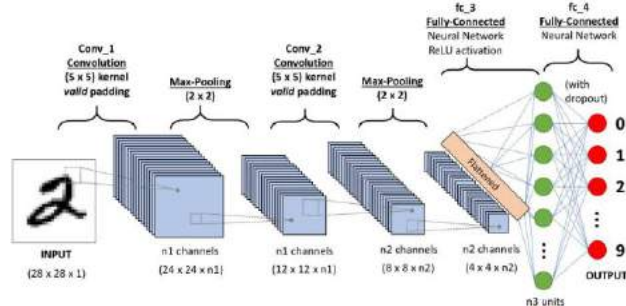 Conv_1
Convolution
(5 x 5) kernel
valid padding
Max-Pooling
(2 x 2)
Conv_2
Convolution
(5 x 5) kernel
valid padding
Max-Pooling
(2 x 2)
fc_3
Fully-Connected
Neural Network
ReLU activation
fc_4
Fully-Connected
Neural Network
(with
dropout)
Flattened
0
1
2
9
OUTPUT
2
INPUT
(28 x 28 x 1)
n1 channels
(24 x 24 x n1)
n1 channels
(12 x 12 x n1)
n2 channels
(8 x 8 x n2)
n2 channels
(4 x 4 x n2)
n3 units